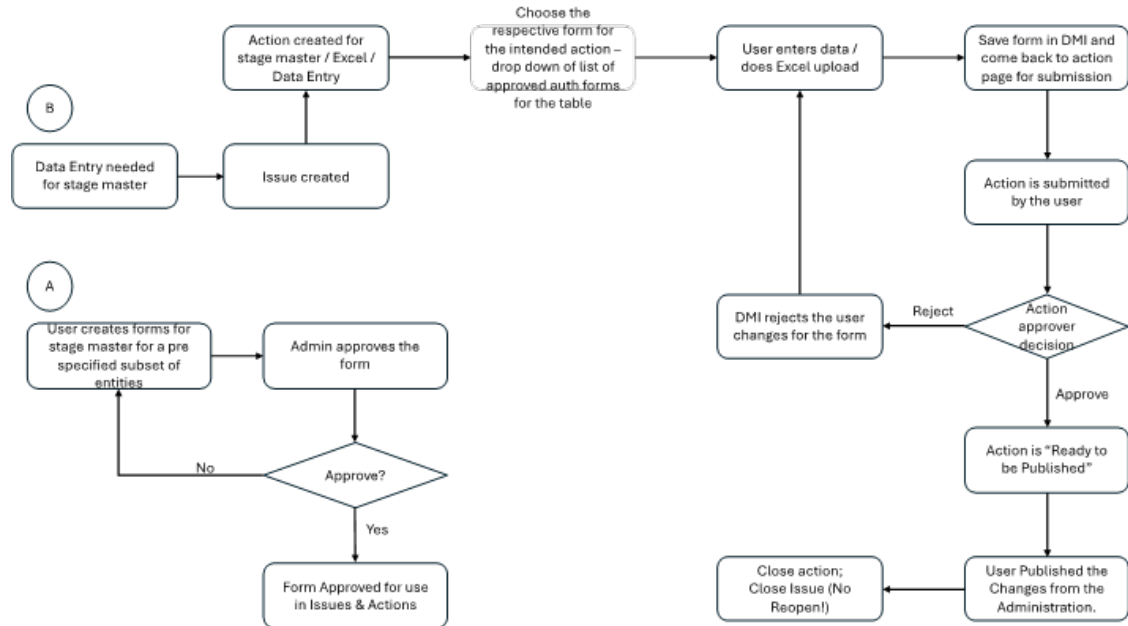 Action created for
stage master / Excel /
Data Entry
Choose the
respective form for
the intended action –
drop down of list of
approved auth forms
for the table
User enters data /
does Excel upload
Save form in DMI and
come back to action
page for submission
B
Data Entry needed
for stage master
Issue created
Action is submitted
by the user
A
User creates forms for
stage master for a pre
specified subset of
entities
Admin approves the
form
DMI rejects the user
changes for the form
Reject
Action
approver
decision
Approve
No
Approve?
Action is “Ready to
be Published”
Yes
Form Approved for use
in Issues & Actions
Close action;
Close Issue (No
Reopen!)
User Published the
Changes from the
Administration.